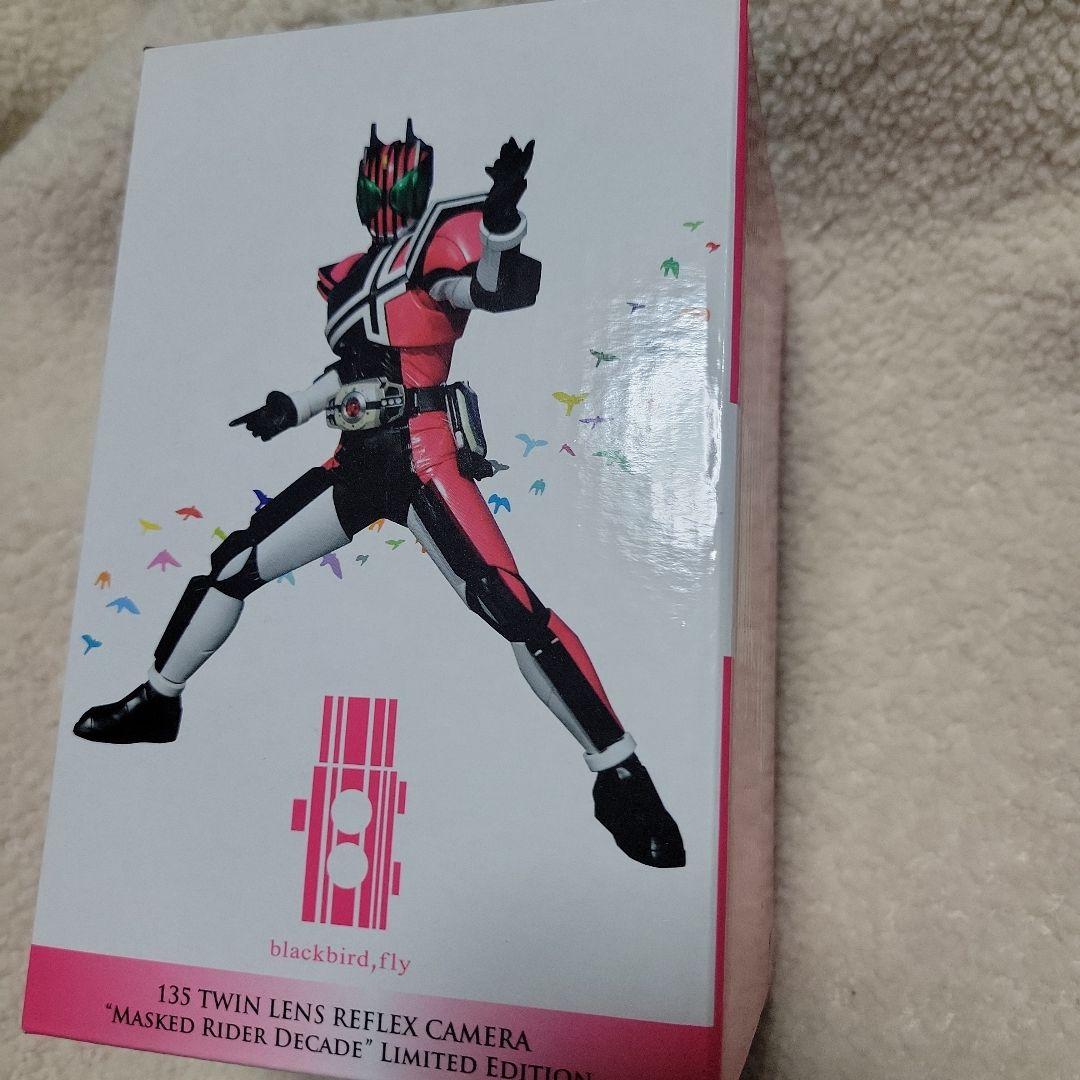 blackbird,fly
135 TWIN LENS REFLEX CAMERA
“MASKED RIDER DECADE” LIMITED EDITION